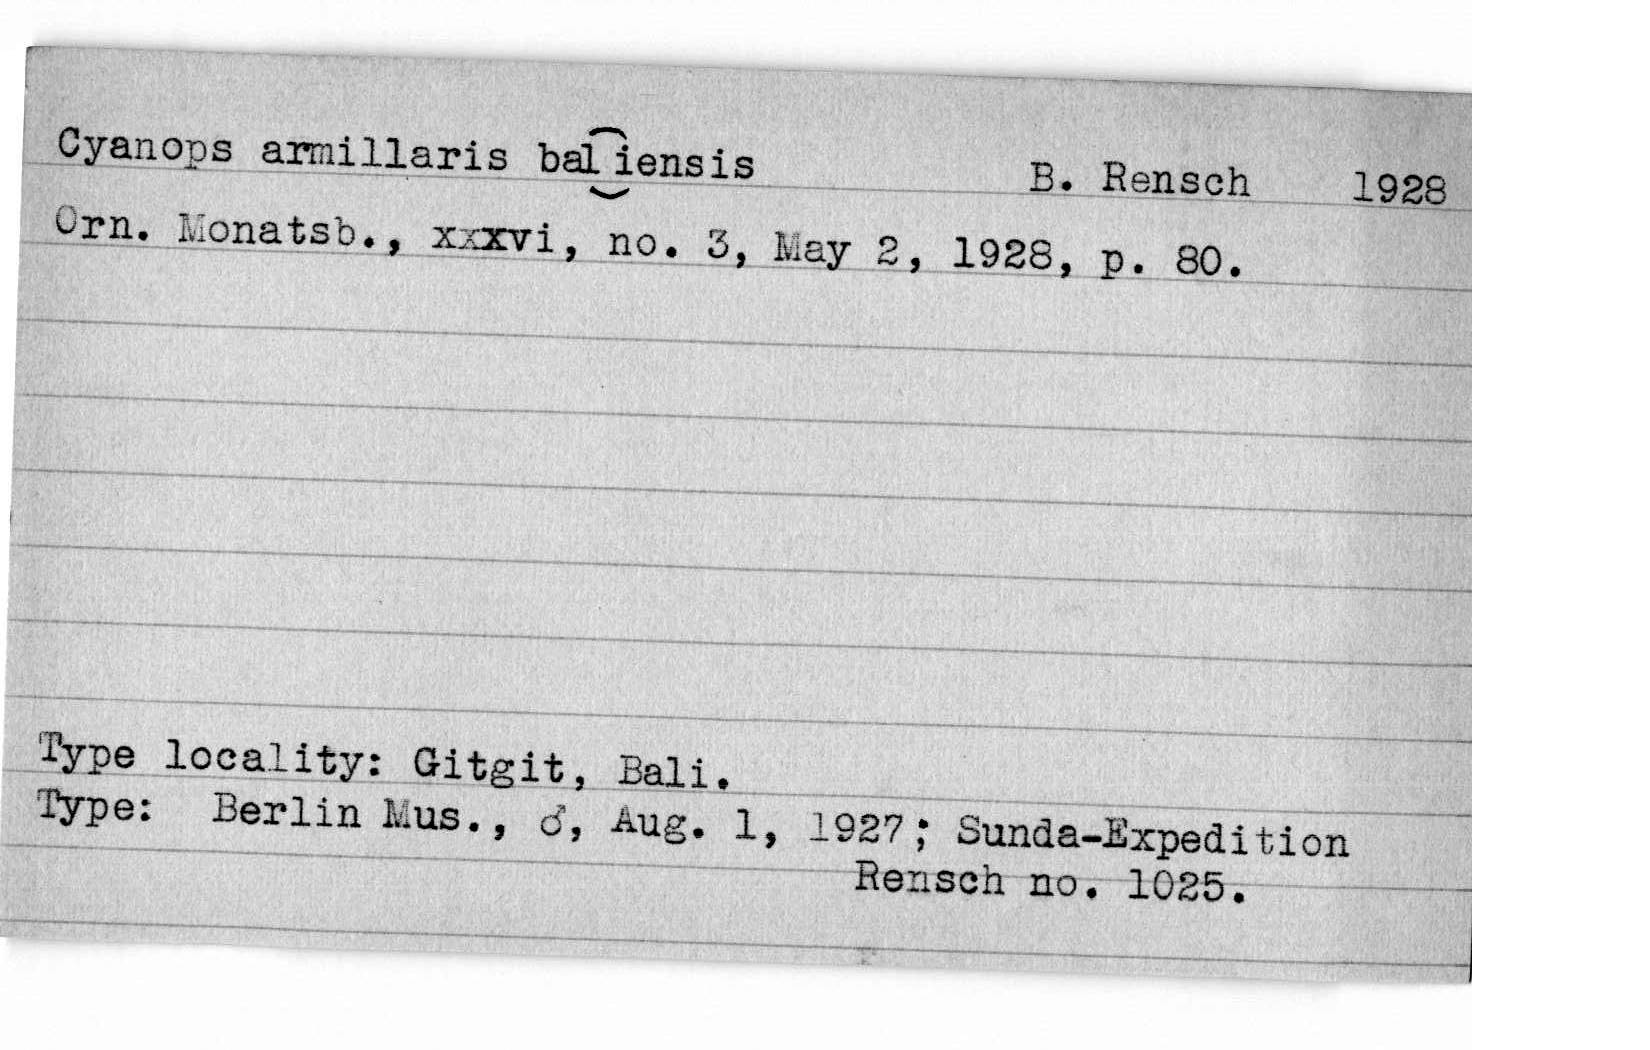 Cyanops armillaris baliensis B. Rensch 1928
Orn. Monatsb., xxxvi, no. 3, May 2, 1928, p. 80.
Type locality: Gitgit, Bali.
Type: Berlin Mus., ♂, Aug. 1, 1927; Sunda-Expedition
Rensch no. 1025.